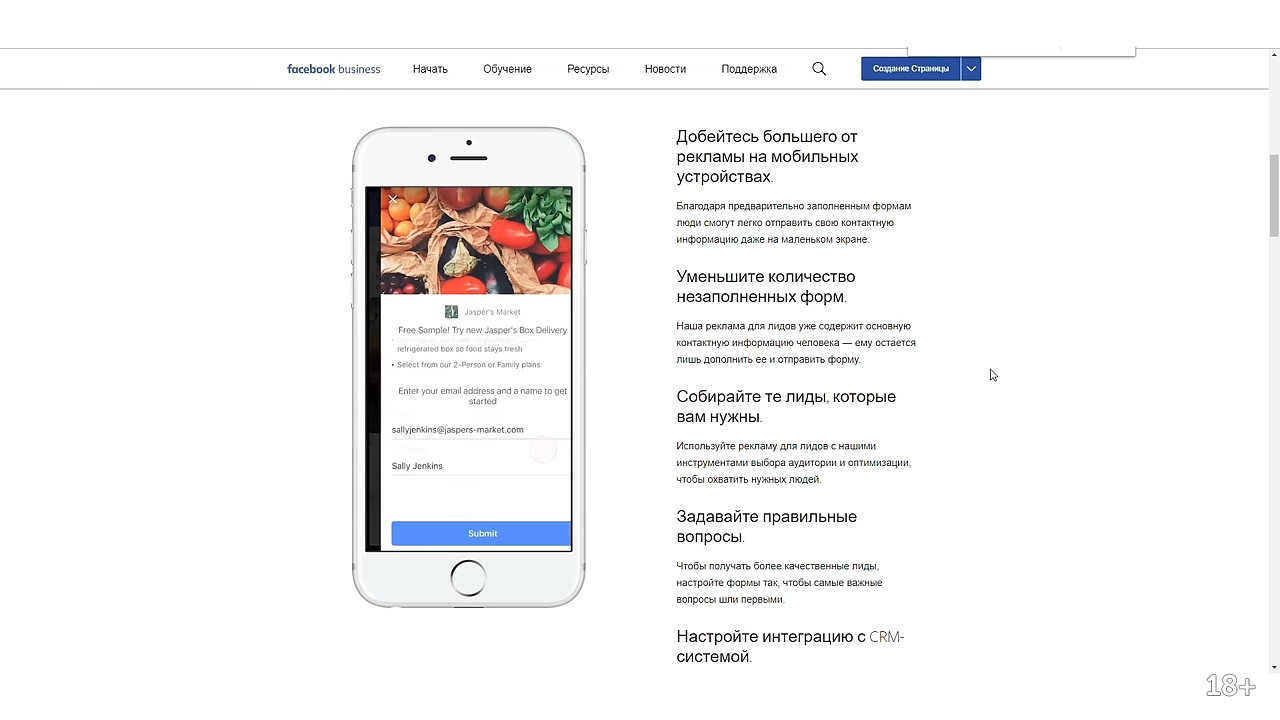 facebook business
Начать
Обучение
Ресурсы
Новости
Поддержка
Создание Страницы
Jasper's Market
Free Sample! Try new Jasper's Box Delivery
refrigerated box so food stays fresh
• Select from our 2-Person or Family plans
Enter your email address and a name to get
started
sallyjenkins@jaspers-market.com
Sally Jenkins
Submit
Добейтесь большего от
рекламы на мобильных
устройствах.
Благодаря предварительно заполненным формам
люди смогут легко отправить свою контактную
информацию даже на маленьком экране.
Уменьшите количество
незаполненных форм.
Наша реклама для лидов уже содержит основную
контактную информацию человека — ему остается
лишь дополнить ее и отправить форму.
Собирайте те лиды, которые
вам нужны.
Используйте рекламу для лидов с нашими
инструментами выбора аудитории и оптимизации,
чтобы охватить нужных людей.
Задавайте правильные
вопросы.
Чтобы получать более качественные лиды,
настройте формы так, чтобы самые важные
вопросы шли первыми.
Настройте интеграцию с CRM-
системой.
18+